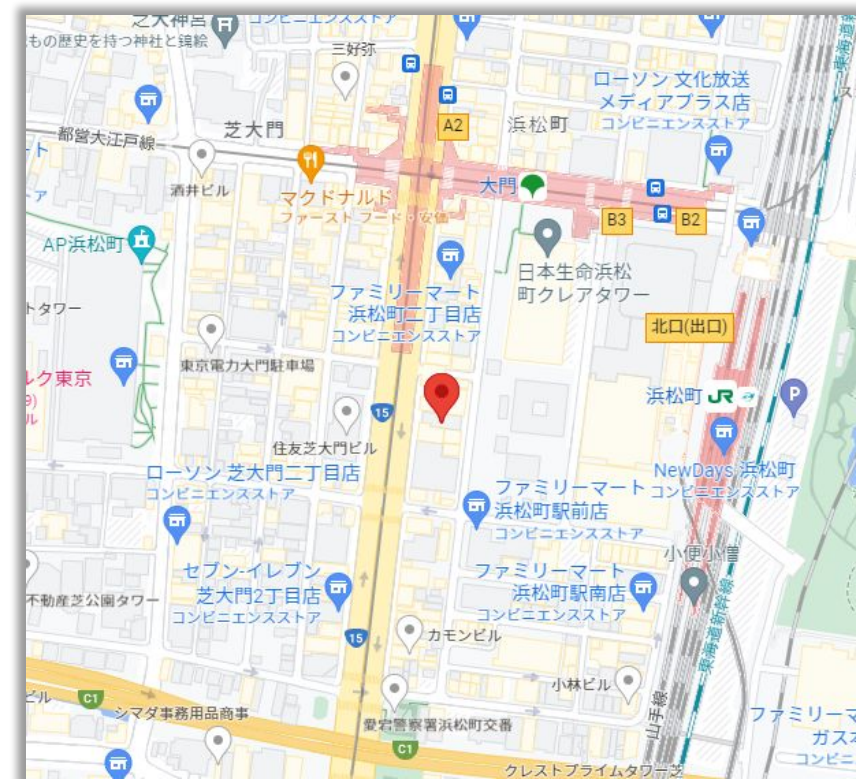 芝大神宮
もの歴史を持つ神社と錦絵
コンビニエンスストア
三好弥
都営大江戸線
芝大門
A2
浜松町
ローソン 文化放送
メディアプラス店
コンビニエンスストア
酒井ビル
マクドナルド
ファースト フード・安価
大門
B3
B2
AP浜松町
トタワー
日本生命浜松
町クレアタワー
ファミリーマート
浜松町二丁目店
コンビニエンスストア
北口(出口)
東京電力大門駐車場
ルク東京
9)
ル
15
浜松町 JR
P
住友芝大門ビル
ローソン 芝大門二丁目店
コンビニエンスストア
NewDays 浜松町
コンビニエンスストア
ファミリーマート
浜松町駅前店
コンビニエンスストア
小便小僧
セブン-イレブン
芝大門2丁目店
コンビニエンスストア
ファミリーマート
浜松町駅南店
コンビニエンスストア
不動産芝公園タワー
15
カモンビル
東海道新幹線
山手線
小林ビル
C1
ビル
シマダ事務用品商事
愛宕警察署浜松町交番
C1
ファミリーマ
ガス本
コンビニ
クレストプライムタワー芝